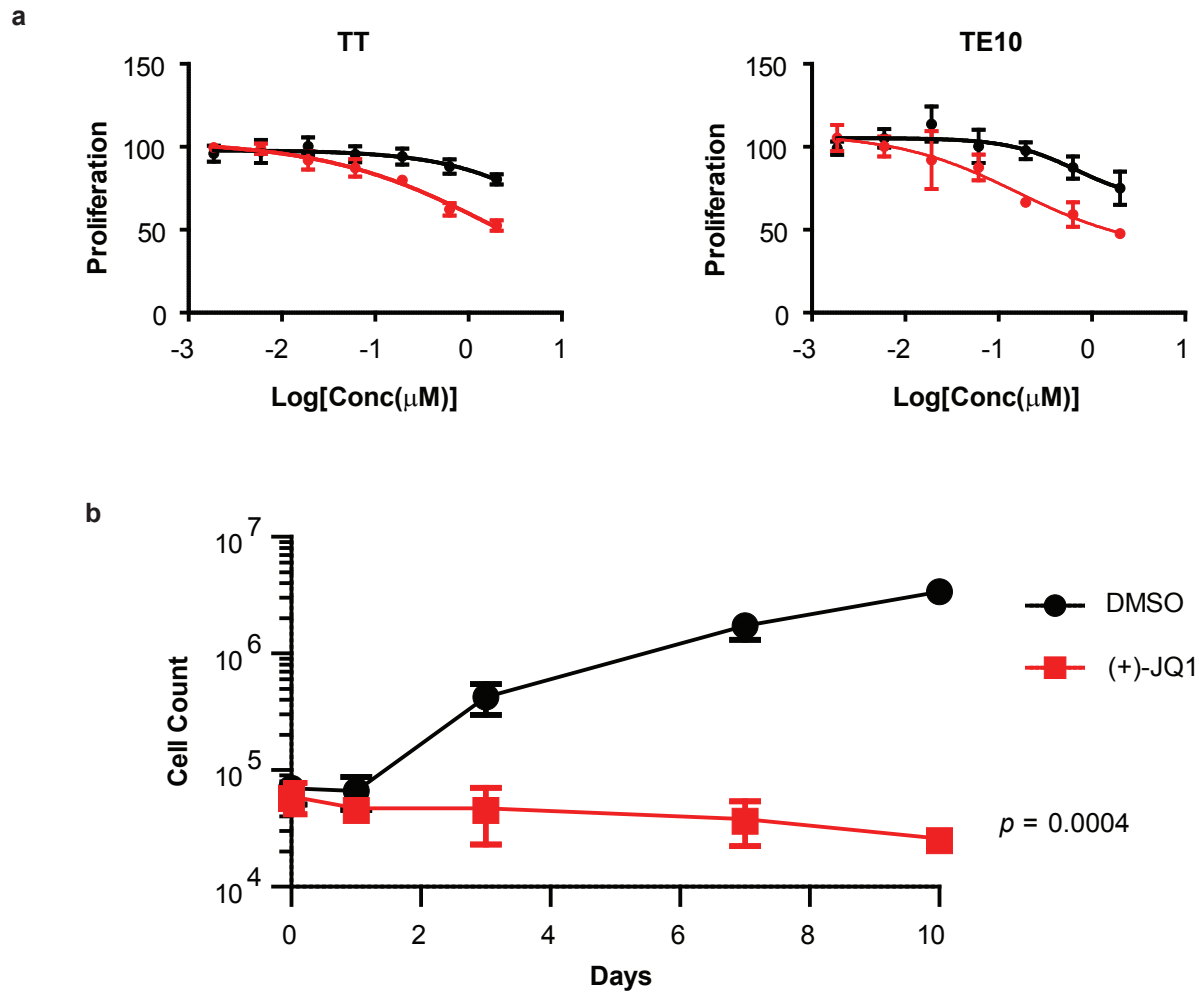 a
TT
TE10
150
100
50
0
Proliferation
-3 -2 -1 0 1
Log[Conc(μM)]
150
100
50
0
Proliferation
-3 -2 -1 0 1
Log[Conc(μM)]
b
10^7
10^6
10^5
10^4
Cell Count
0 2 4 6 8 10
Days
DMSO
(+)-JQ1
p = 0.0004